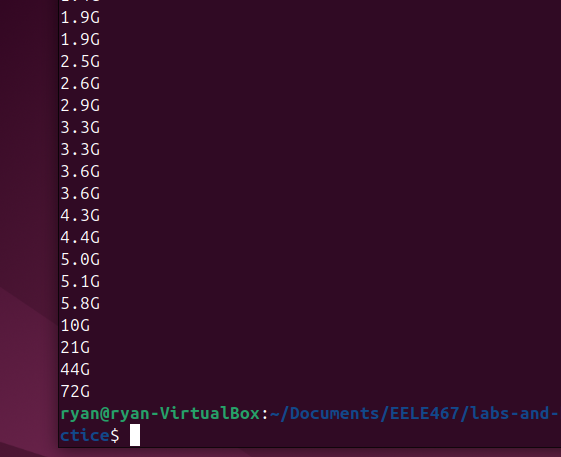 1.9G
1.9G
2.5G
2.6G
2.9G
3.3G
3.3G
3.6G
3.6G
4.3G
4.4G
5.0G
5.1G
5.8G
10G
21G
44G
72G
ryan@ryan-VirtualBox:~/Documents/EELE467/labs-and-
ctice$